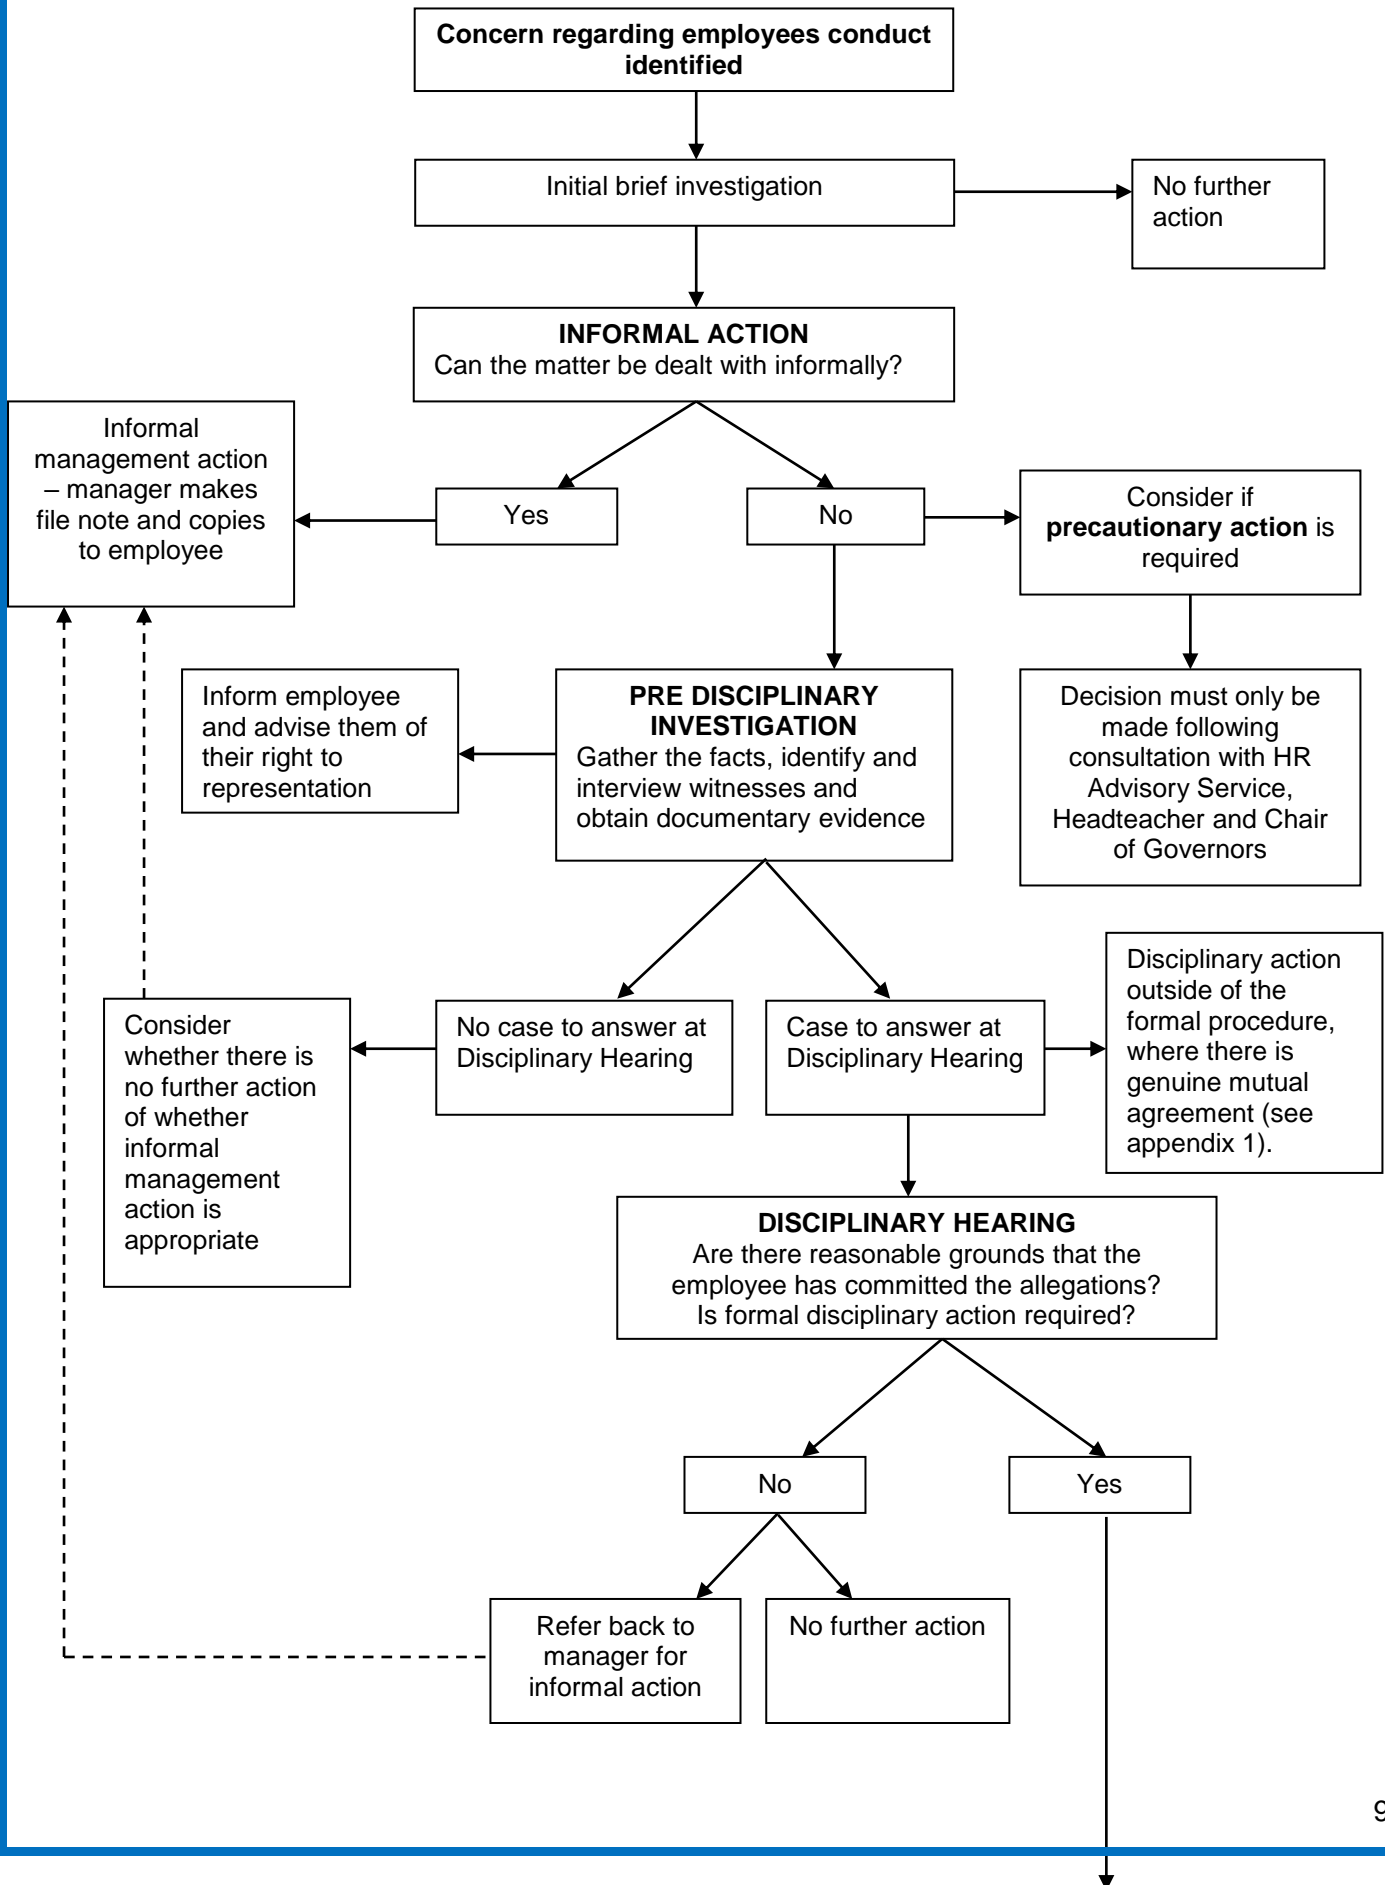 Concern regarding employees conduct
identified
Initial brief investigation
No further
action
INFORMAL ACTION
Can the matter be dealt with informally?
Informal
management action
– manager makes
file note and copies
to employee
Yes
No
Consider if
precautionary action is
required
Inform employee
and advise them of
their right to
representation
PRE DISCIPLINARY
INVESTIGATION
Gather the facts, identify and
interview witnesses and
obtain documentary evidence
Decision must only be
made following
consultation with HR
Advisory Service,
Headteacher and Chair
of Governors
Consider
whether there is
no further action
of whether
informal
management
action is
appropriate
No case to answer at
Disciplinary Hearing
Case to answer at
Disciplinary Hearing
Disciplinary action
outside of the
formal procedure,
where there is
genuine mutual
agreement (see
appendix 1).
DISCIPLINARY HEARING
Are there reasonable grounds that the
employee has committed the allegations?
Is formal disciplinary action required?
No
Yes
Refer back to
manager for
informal action
No further action
9